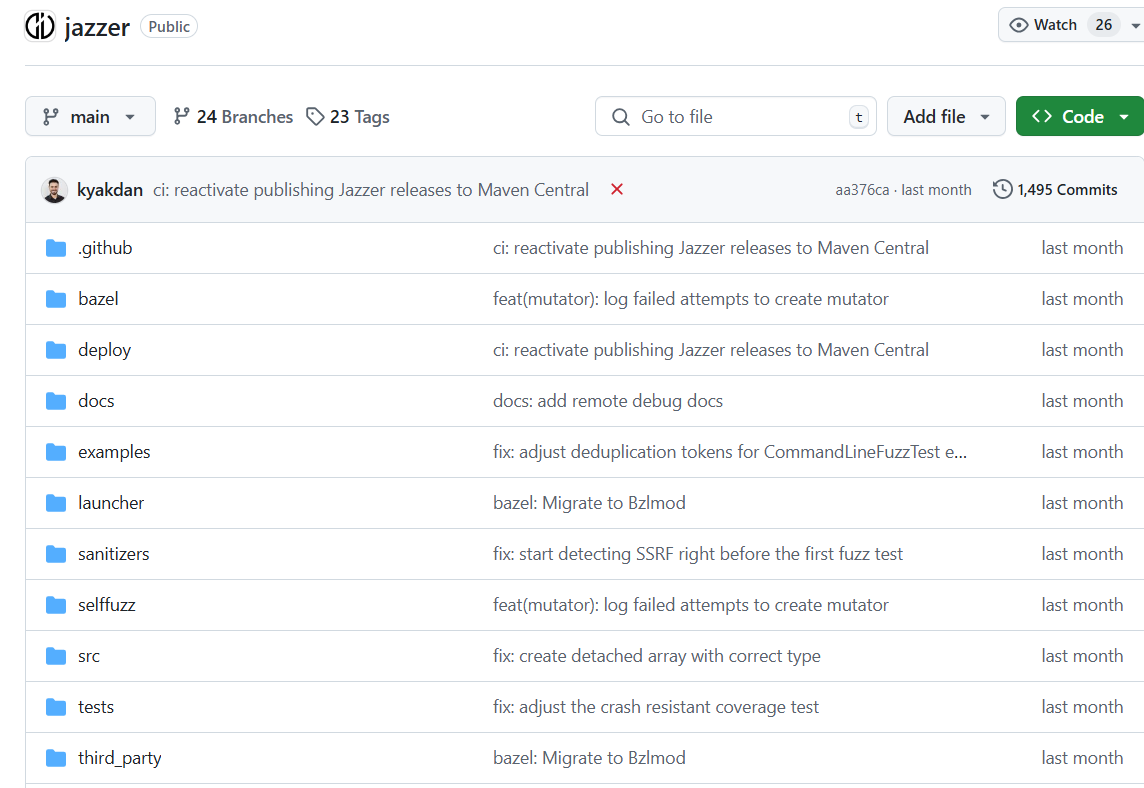 jazzer Public Watch 26
main 24 Branches 23 Tags Go to file t Add file Code
kyakdan ci: reactivate publishing Jazzer releases to Maven Central aa376ca · last month 1,495 Commits
.github ci: reactivate publishing Jazzer releases to Maven Central last month
bazel feat(mutator): log failed attempts to create mutator last month
deploy ci: reactivate publishing Jazzer releases to Maven Central last month
docs docs: add remote debug docs last month
examples fix: adjust deduplication tokens for CommandLineFuzzTest e... last month
launcher bazel: Migrate to Bzlmod last month
sanitizers fix: start detecting SSRF right before the first fuzz test last month
selffuzz feat(mutator): log failed attempts to create mutator last month
src fix: create detached array with correct type last month
tests fix: adjust the crash resistant coverage test last month
third_party bazel: Migrate to Bzlmod last month